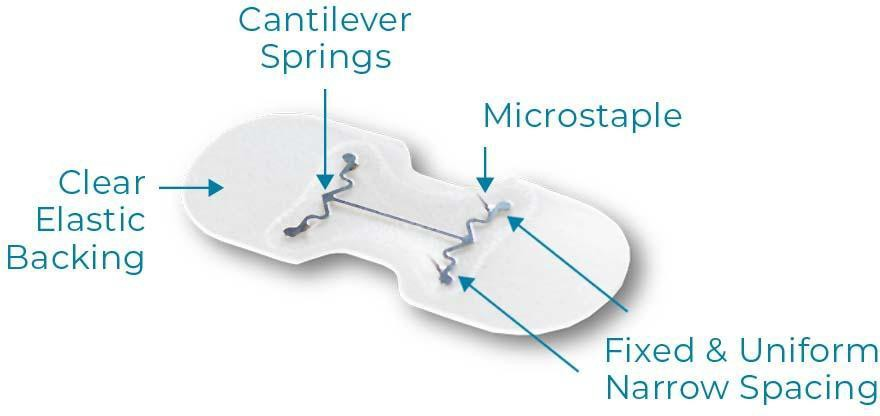 Cantilever
Springs
Microstaple
Clear
Elastic
Backing
Fixed & Uniform
Narrow Spacing